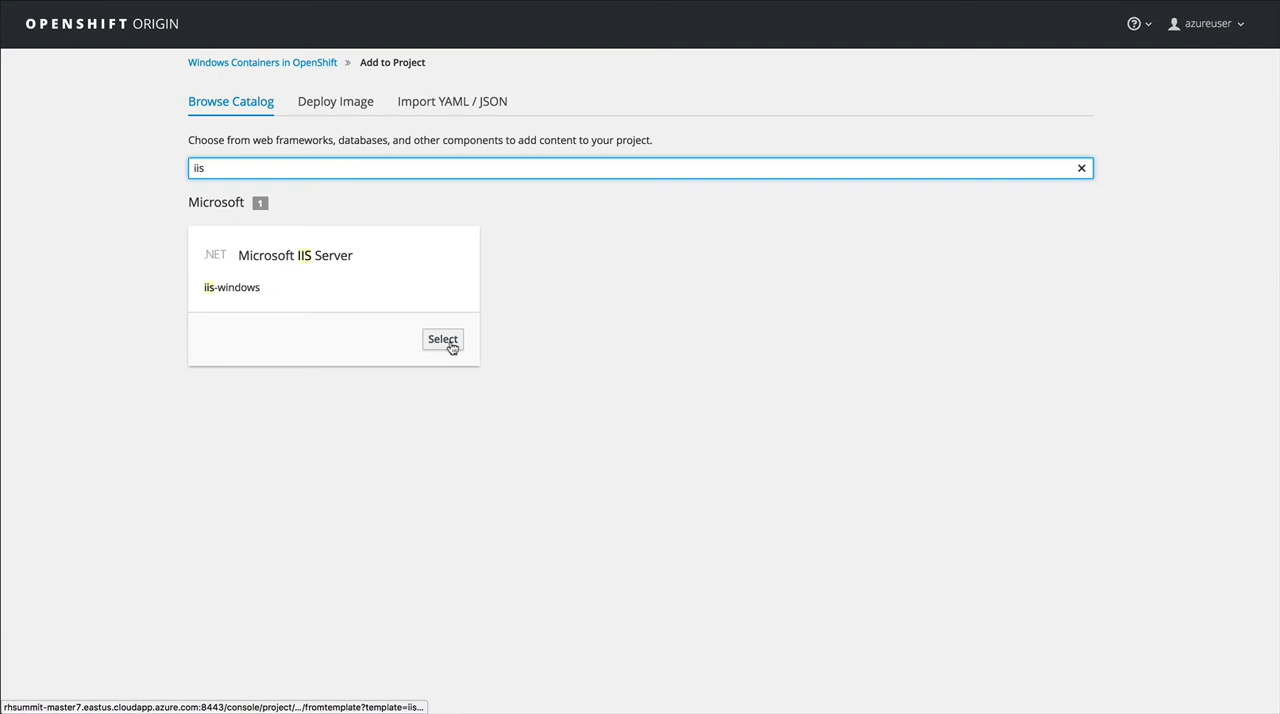 OPENSHIFT ORIGIN
azureuser
Windows Containers in OpenShift » Add to Project
Browse Catalog Deploy Image Import YAML / JSON
Choose from web frameworks, databases, and other components to add content to your project.
iis
Microsoft 1
.NET Microsoft IIS Server
iis-windows
Select
rhsummit-master7.eastus.cloudapp.azure.com:8443/console/project/.../fromtemplate?template=iis...